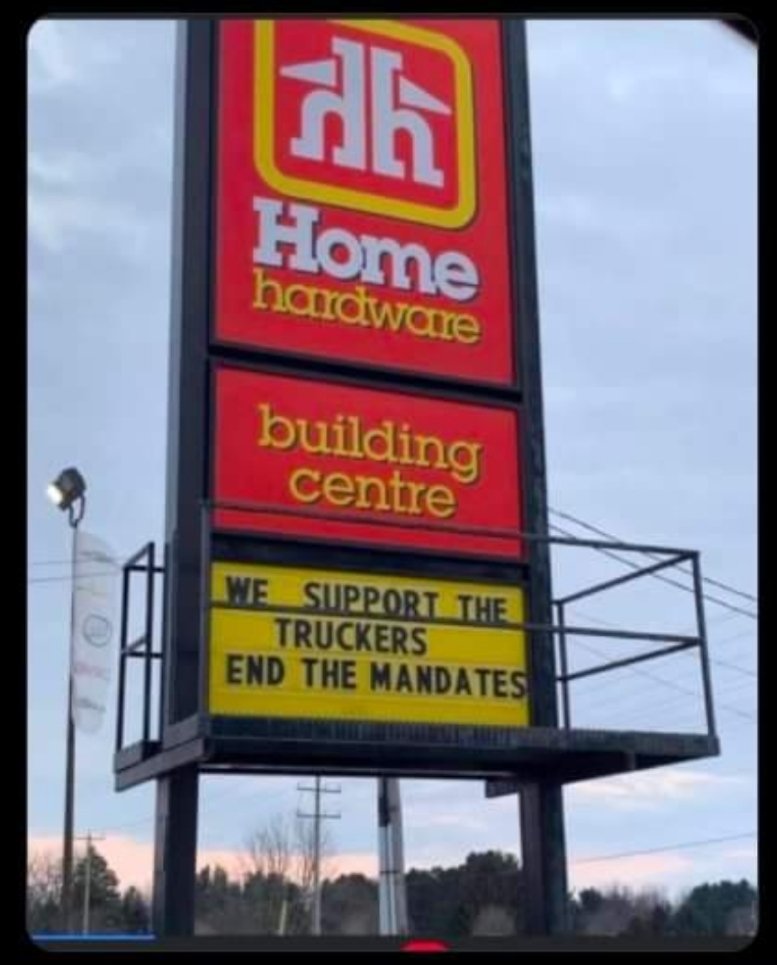 Home
hardware
building
centre
WE SUPPORT THE
TRUCKERS
END THE MANDATES